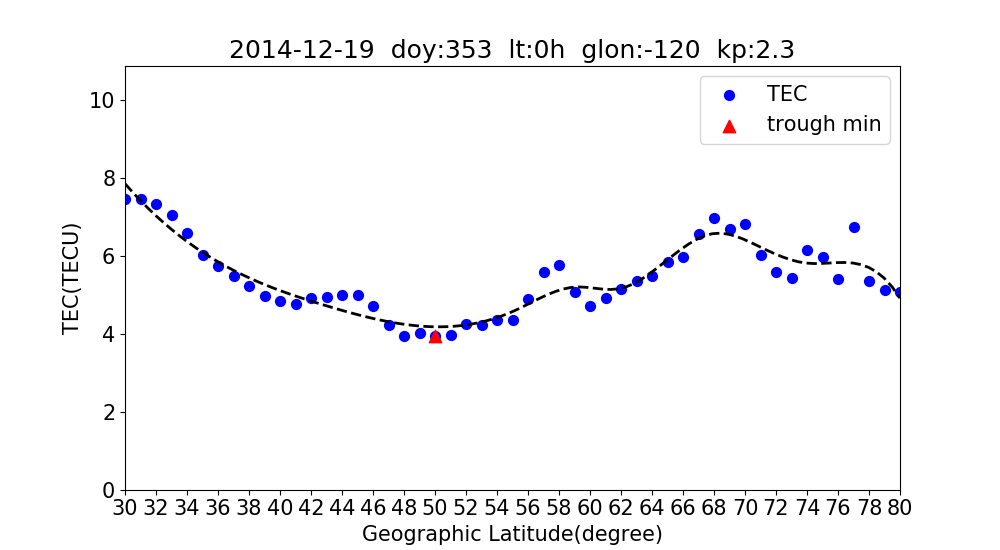 2014-12-19  doy:353  lt:0h  glon:-120  kp:2.3
TEC
trough min
10
8
6
4
2
0
TEC(TECU)
30 32 34 36 38 40 42 44 46 48 50 52 54 56 58 60 62 64 66 68 70 72 74 76 78 80
Geographic Latitude(degree)